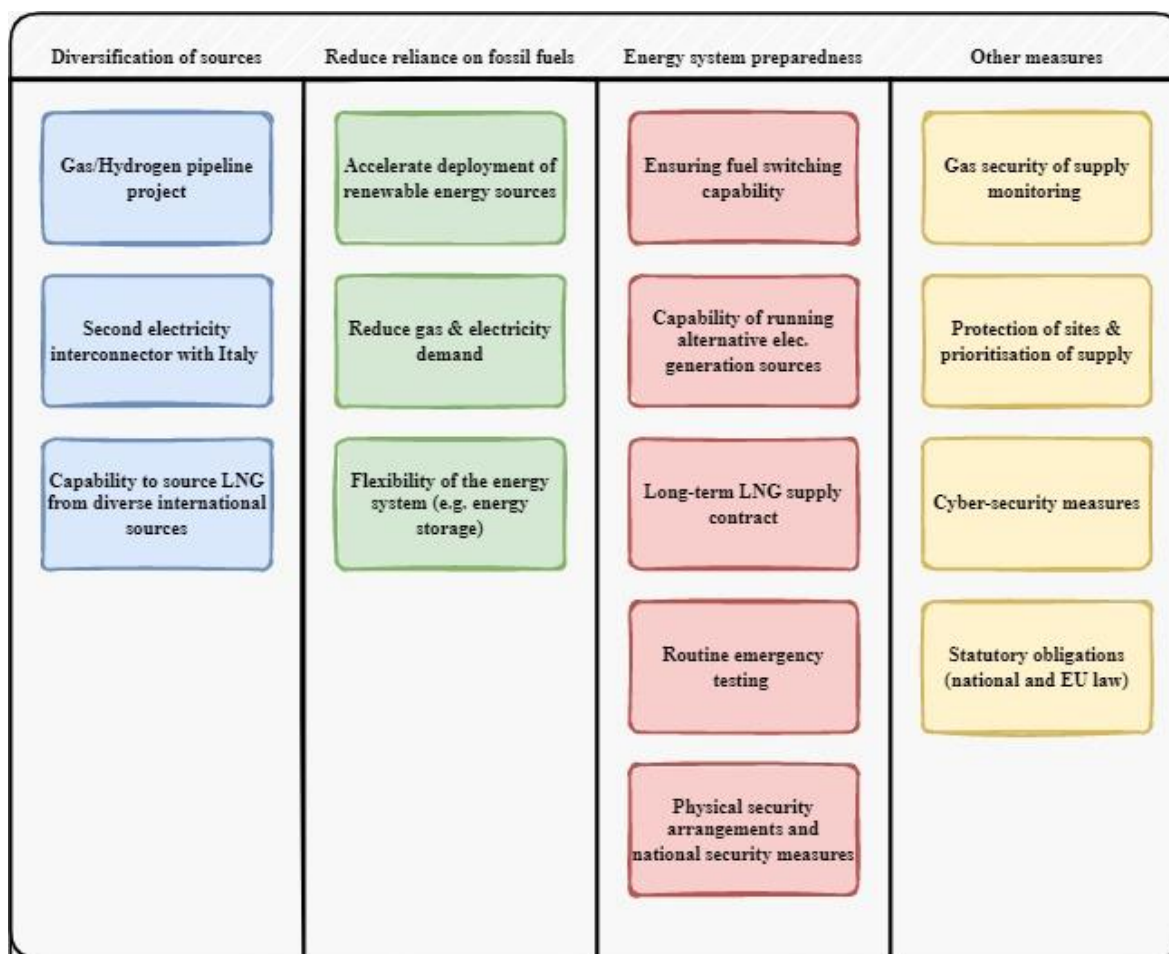 Diversification of sources
Reduce reliance on fossil fuels
Energy system preparedness
Other measures
Gas/Hydrogen pipeline
project
Second electricity
interconnector with Italy
Capability to source LNG
from diverse international
sources
Accelerate deployment of
renewable energy sources
Reduce gas & electricity
demand
Flexibility of the energy
system (e.g. energy
storage)
Ensuring fuel switching
capability
Capability of running
alternative elec.
generation sources
Long-term LNG supply
contract
Routine emergency
testing
Physical security
arrangements and
national security measures
Gas security of supply
monitoring
Protection of sites &
prioritisation of supply
Cyber-security measures
Statutory obligations
(national and EU law)